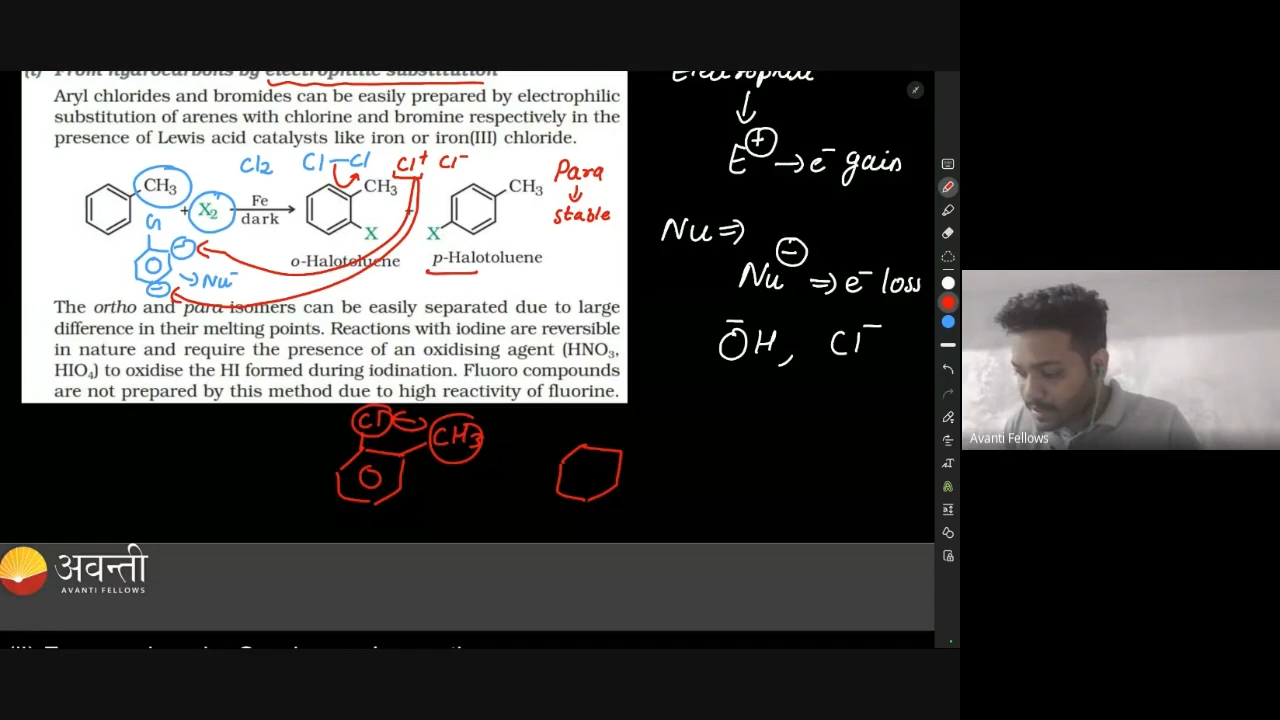 (i) From hydrocarbons by electrophilic substitution
Aryl chlorides and bromides can be easily prepared by electrophilic
substitution of arenes with chlorine and bromine respectively in the
presence of Lewis acid catalysts like iron or iron(III) chloride.
Cl2 Cl—Cl Cl+ Cl-
CH3 + X2 Fe dark CH3 X + CH3 X
o-Halotoluene p-Halotoluene
Para
↓
stable
→ Nu-
The ortho and para isomers can be easily separated due to large
difference in their melting points. Reactions with iodine are reversible
in nature and require the presence of an oxidising agent (HNO3,
HIO4) to oxidise the HI formed during iodination. Fluoro compounds
are not prepared by this method due to high reactivity of fluorine.
Cl ↔ CH3
Electrophile
↓
E+ → e- gain
Nu ⇒
Nu- ⇒ e- loss
ŌH, Cl-
Avanti Fellows
अवन्ती
AVANTI FELLOWS